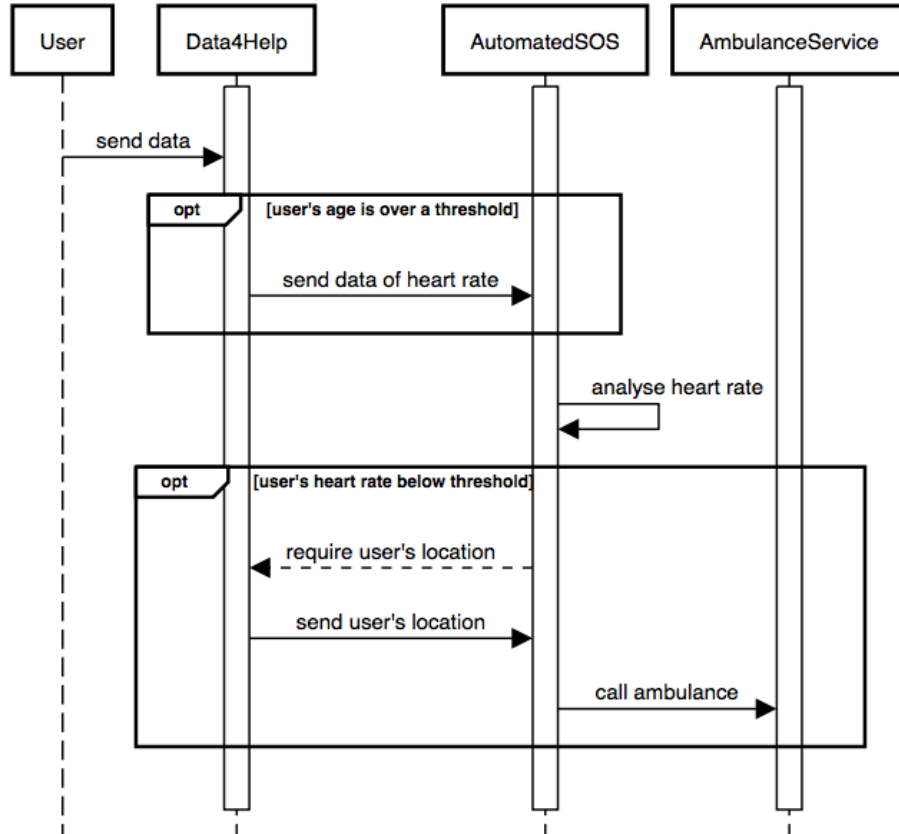 User
Data4Help
AutomatedSOS
AmbulanceService
send data
opt
[user's age is over a threshold]
send data of heart rate
analyse heart rate
opt
[user's heart rate below threshold]
require user's location
send user's location
call ambulance